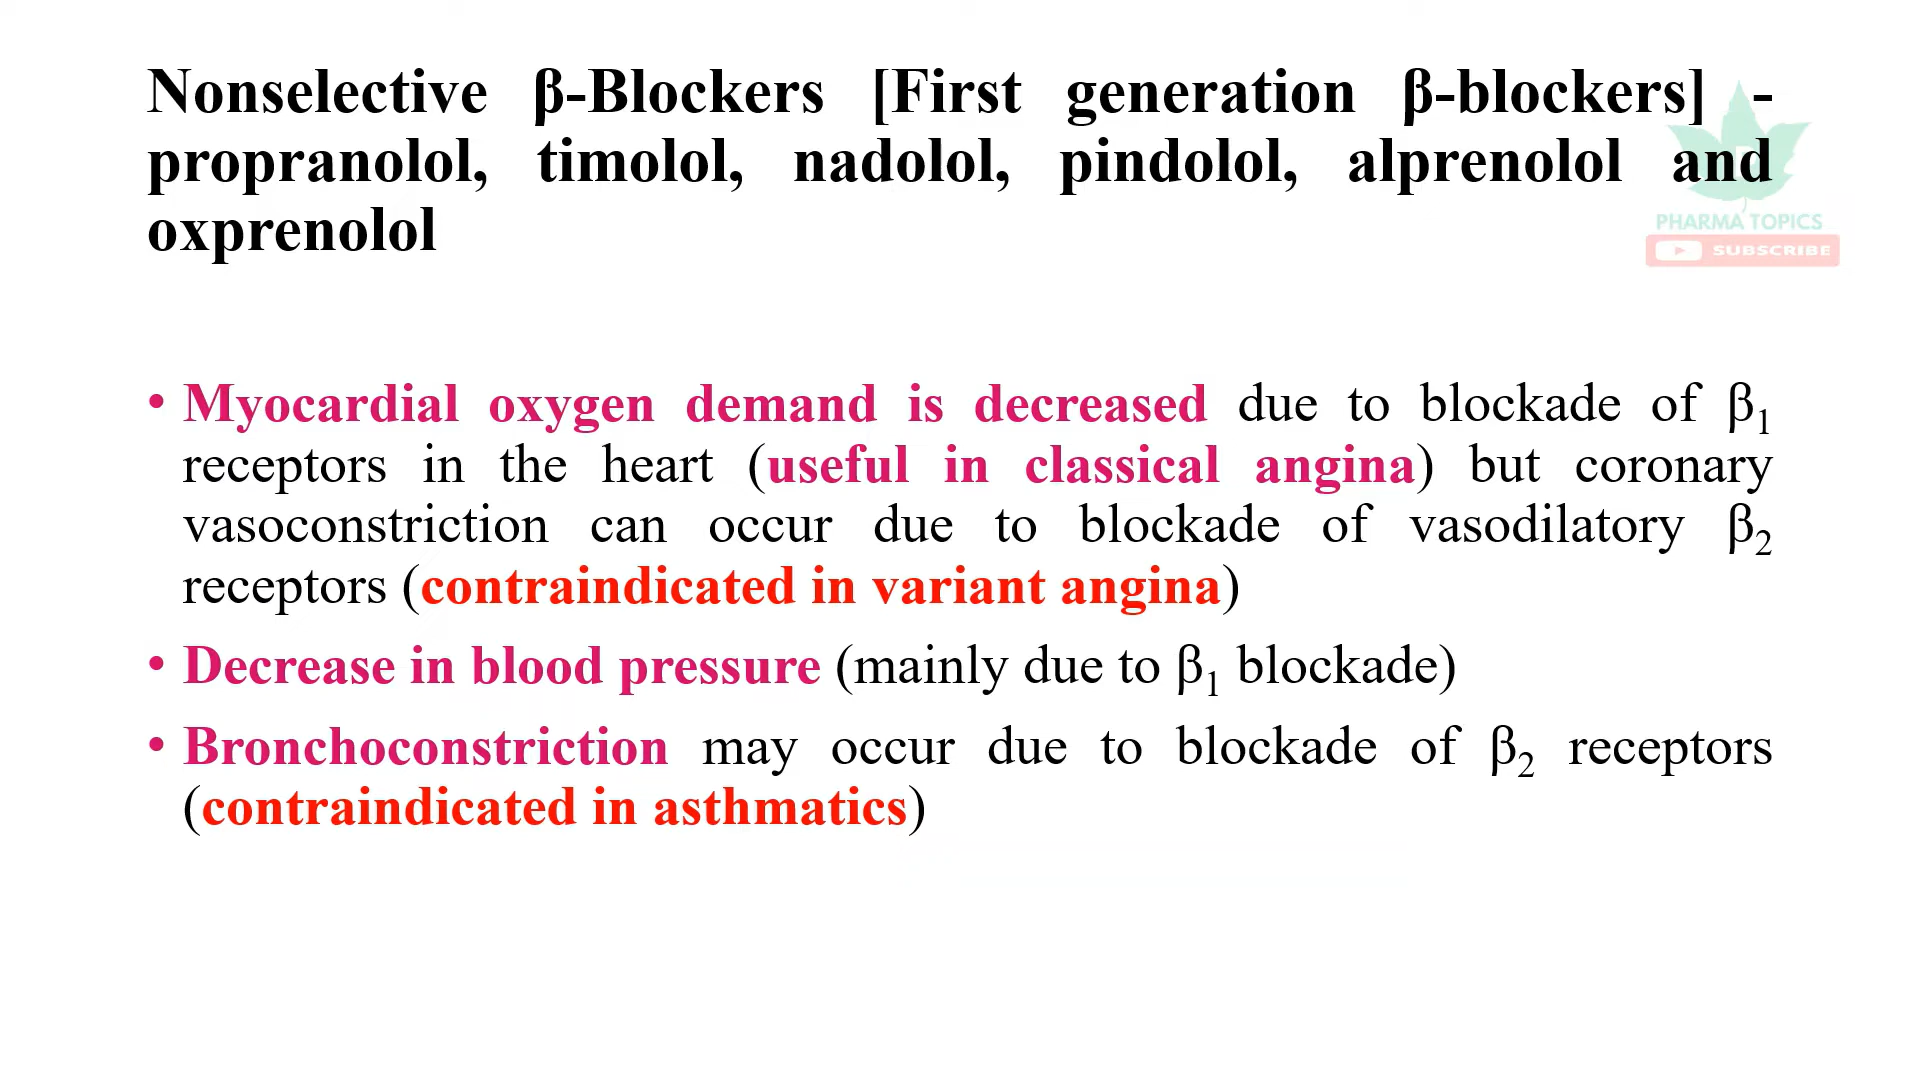 Nonselective β-Blockers [First generation β-blockers] -
propranolol, timolol, nadolol, pindolol, alprenolol and
oxprenolol
PHARMA TOPICS
SUBSCRIBE
• Myocardial oxygen demand is decreased due to blockade of β₁
receptors in the heart (useful in classical angina) but coronary
vasoconstriction can occur due to blockade of vasodilatory β₂
receptors (contraindicated in variant angina)
• Decrease in blood pressure (mainly due to β₁ blockade)
• Bronchoconstriction may occur due to blockade of β₂ receptors
(contraindicated in asthmatics)